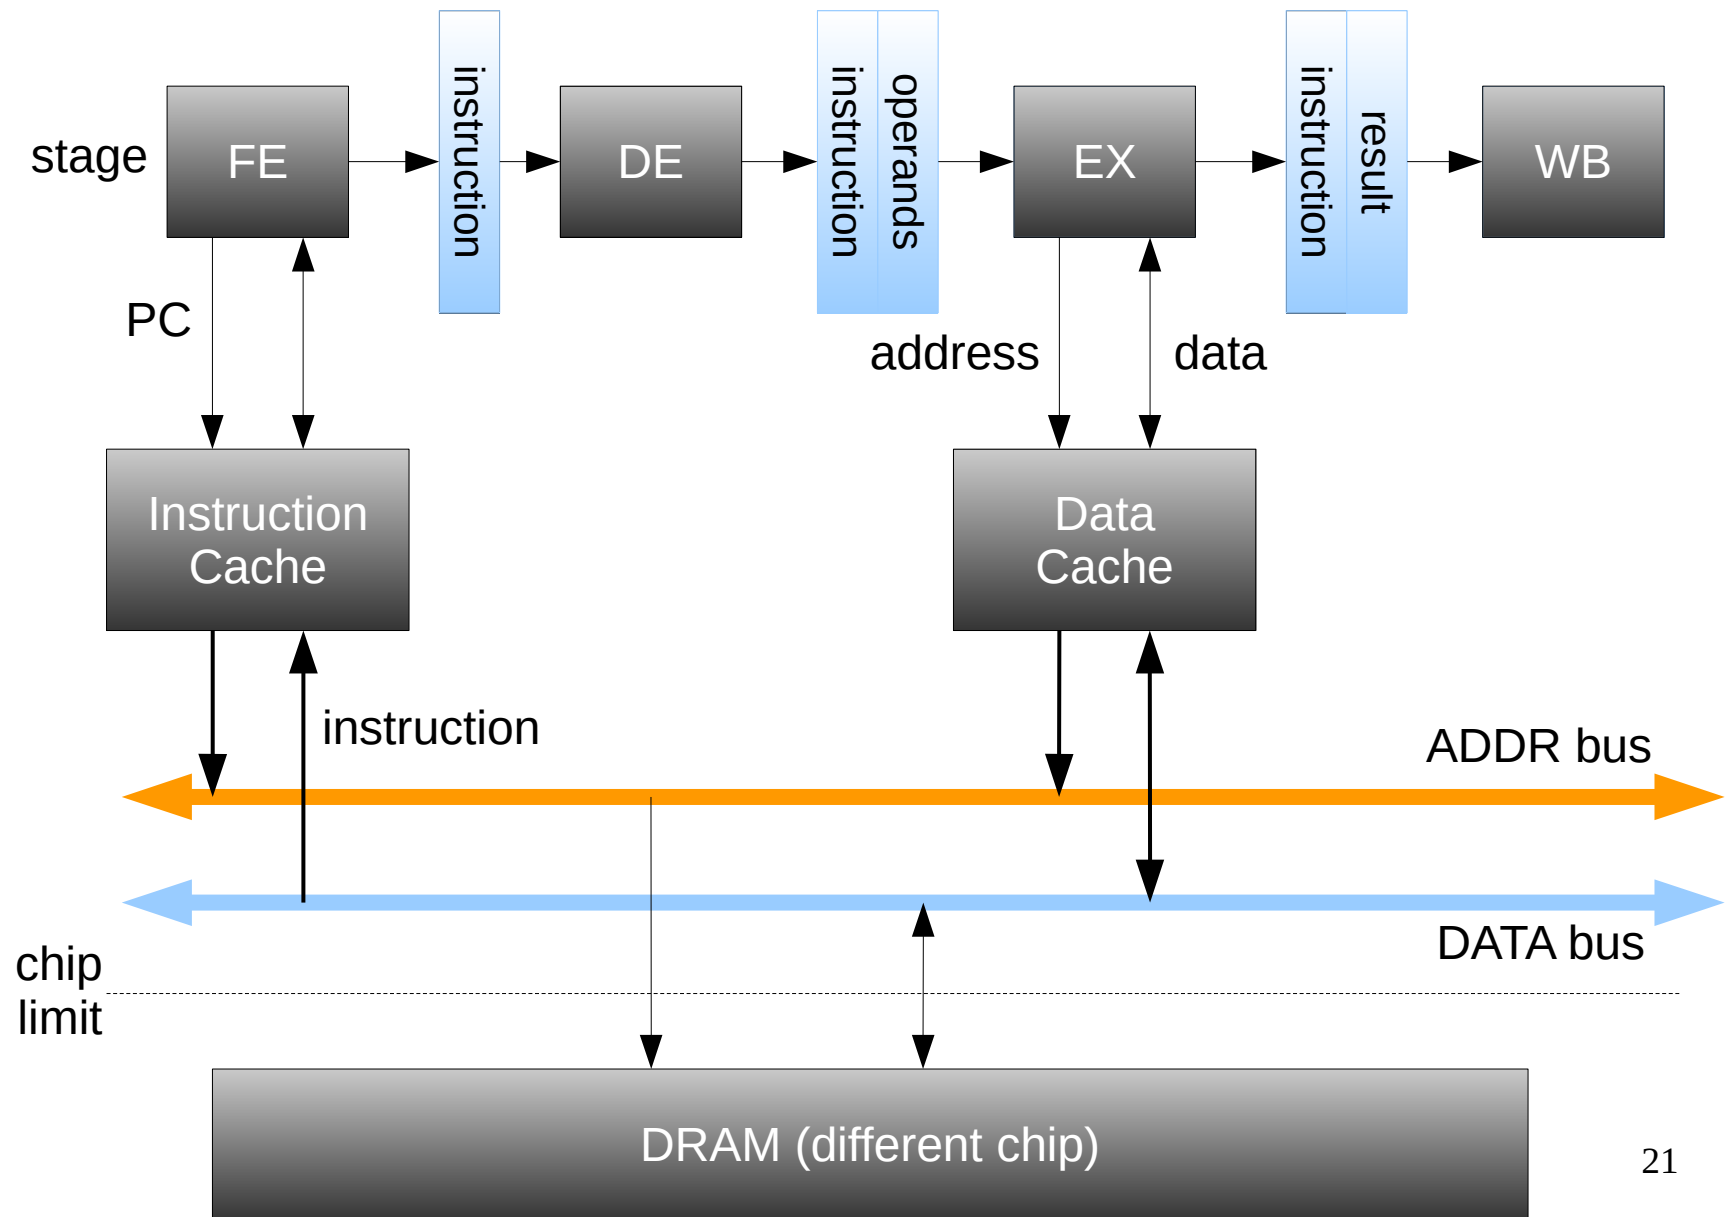 stage
FE
instruction
DE
instruction
operands
EX
instruction
result
WB
PC
address
data
Instruction
Cache
Data
Cache
instruction
ADDR bus
DATA bus
chip
limit
DRAM (different chip)
21